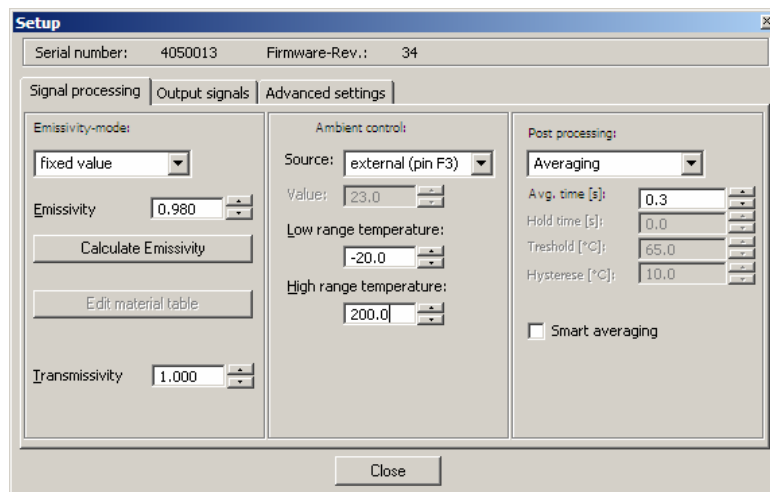 Setup
Serial number: 4050013 Firmware-Rev.: 34
Signal processing Output signals Advanced settings
Emissivity-mode:
fixed value
Emissivity 0.980
Calculate Emissivity
Edit material table
Transmissivity 1.000
Ambient control:
Source: external (pin F3)
Value: 23.0
Low range temperature:
-20.0
High range temperature:
200.0
Post processing:
Averaging
Avg. time [s]: 0.3
Hold time [s]: 0.0
Treshold [°C]: 65.0
Hysterese [°C]: 10.0
Smart averaging
Close